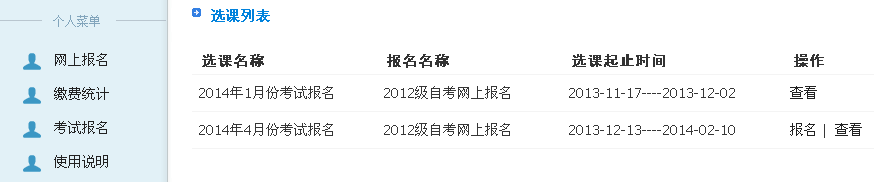 个人菜单
网上报名
缴费统计
考试报名
使用说明
选课列表
选课名称 报名名称 选课起止时间 操作
2014年1月份考试报名 2012级自考网上报名 2013-11-17----2013-12-02 查看
2014年4月份考试报名 2012级自考网上报名 2013-12-13----2014-02-10 报名 | 查看